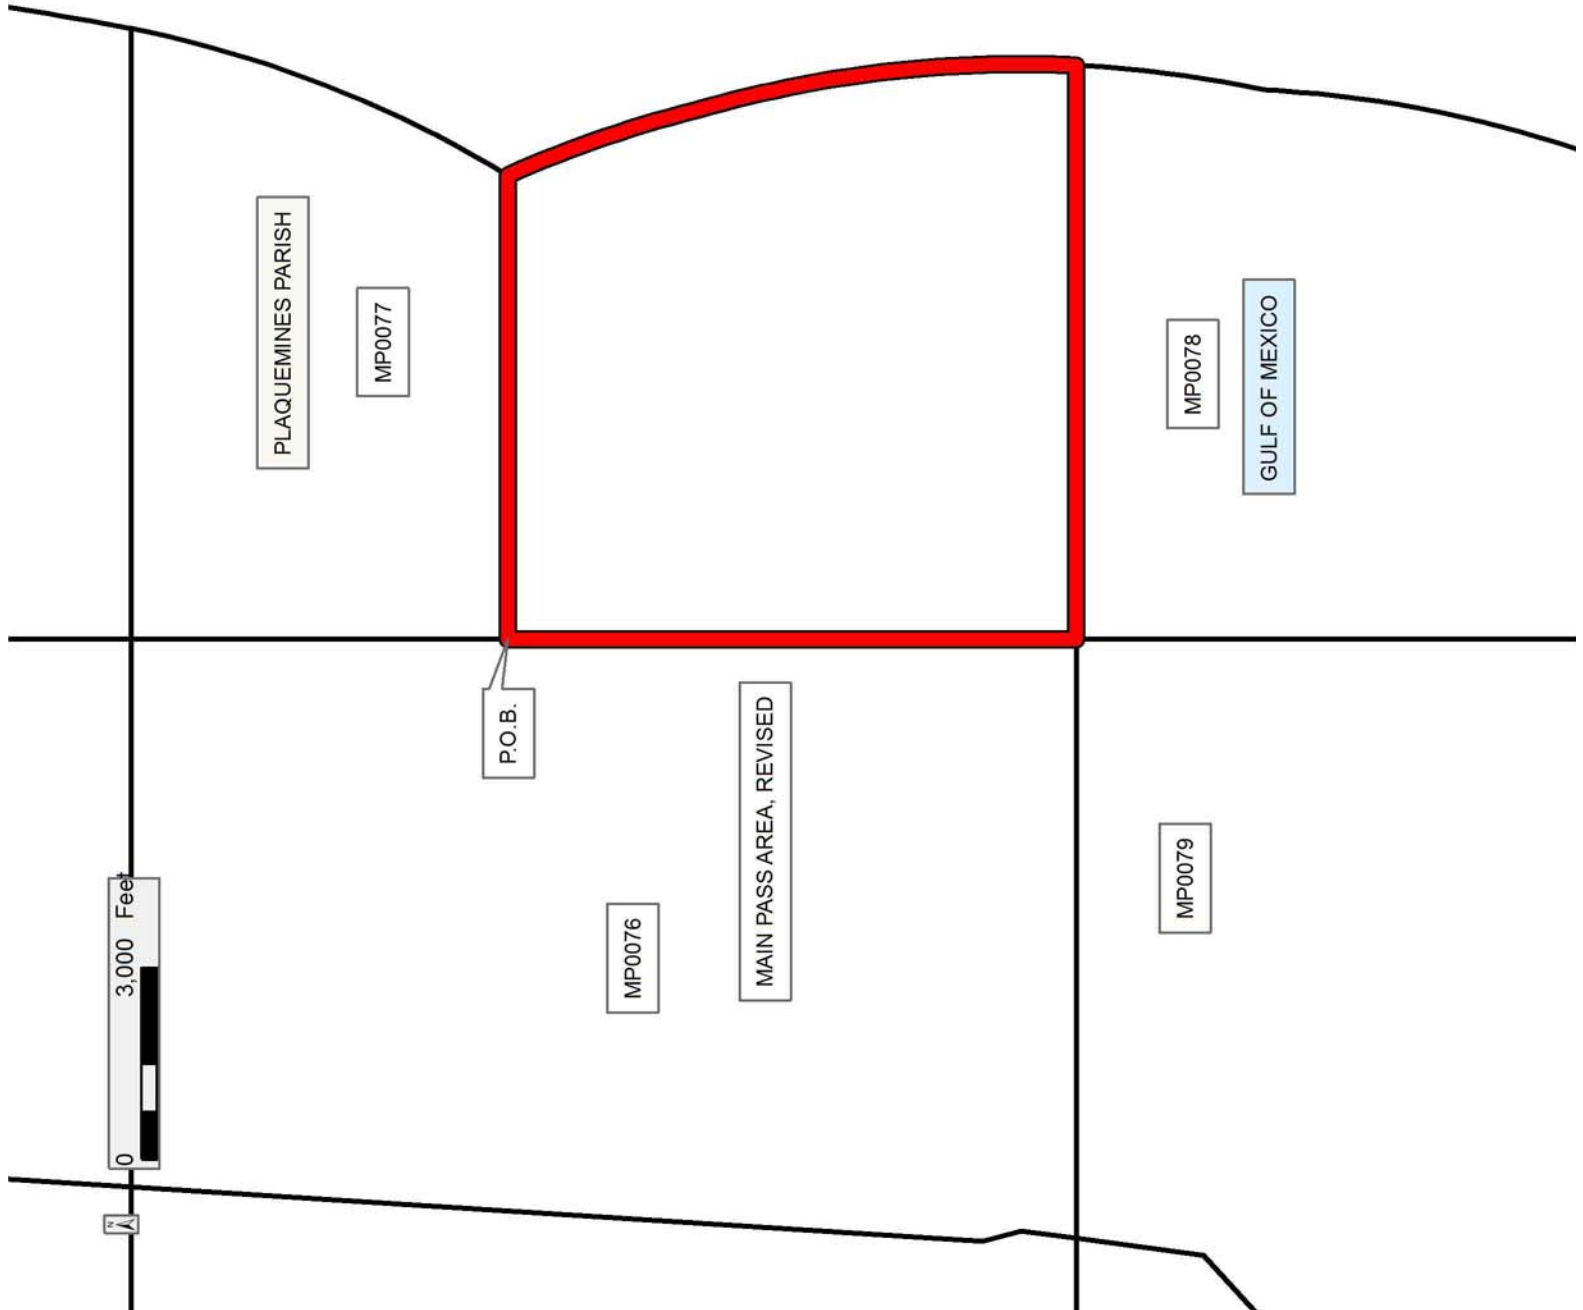 PLAQUEMINES PARISH
MP0077
MP0078
GULF OF MEXICO
P.O.B.
MAIN PASS AREA, REVISED
MP0076
MP0079
0 3,000 Feet
N